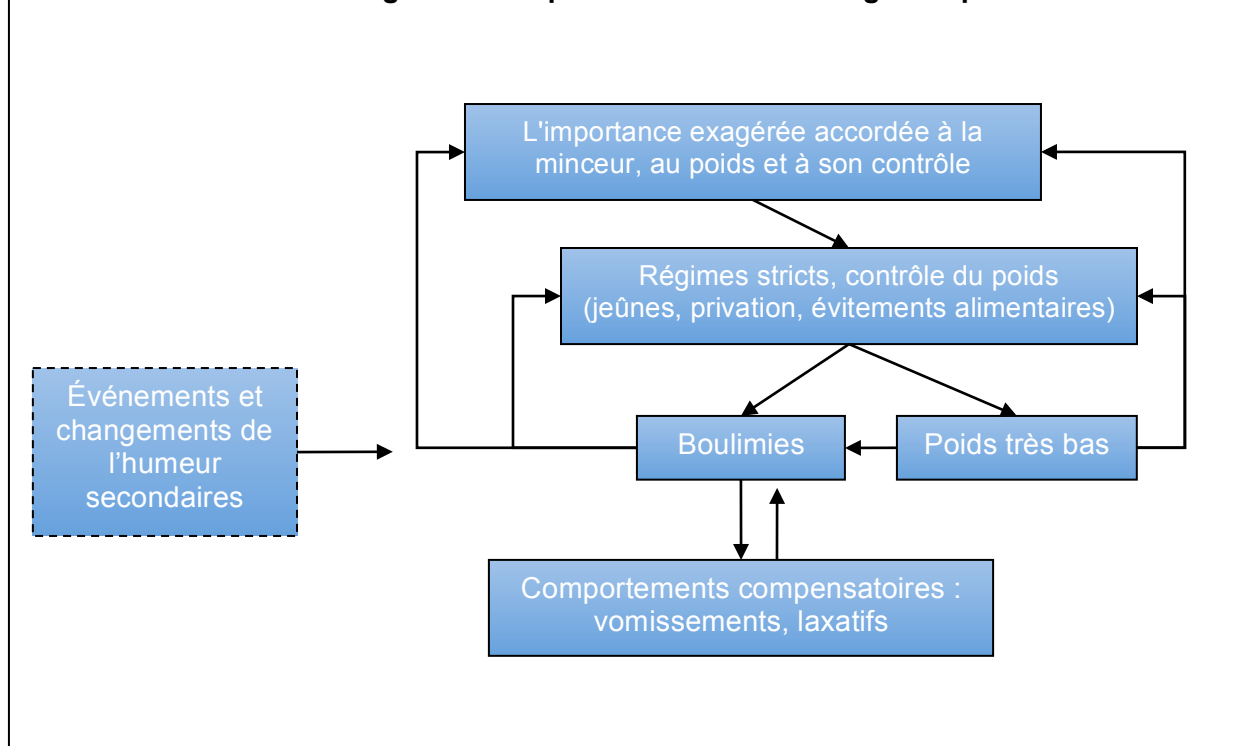 L'importance exagérée accordée à la
minceur, au poids et à son contrôle
Régimes stricts, contrôle du poids
(jeûnes, privation, évitements alimentaires)
Événements et
changements de
l’humeur
secondaires
Boulimies
Poids très bas
Comportements compensatoires :
vomissements, laxatifs